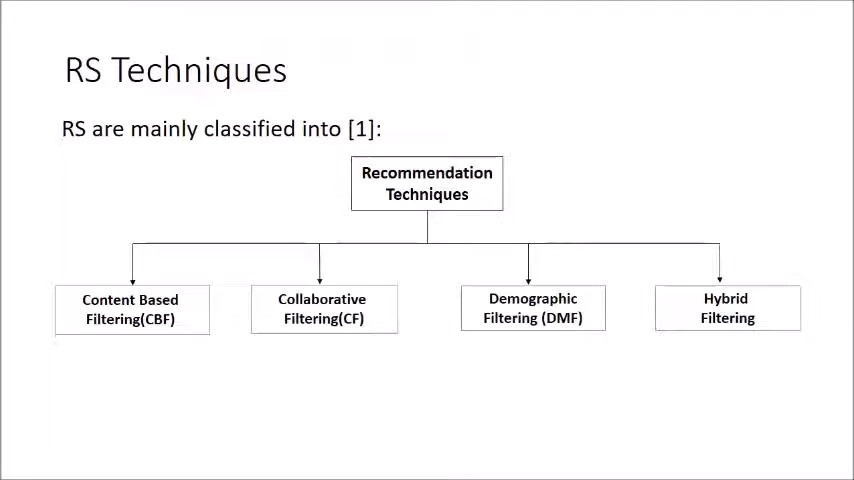 RS Techniques
RS are mainly classified into [1]:
Recommendation
Techniques
Content Based
Filtering(CBF)
Collaborative
Filtering(CF)
Demographic
Filtering (DMF)
Hybrid
Filtering